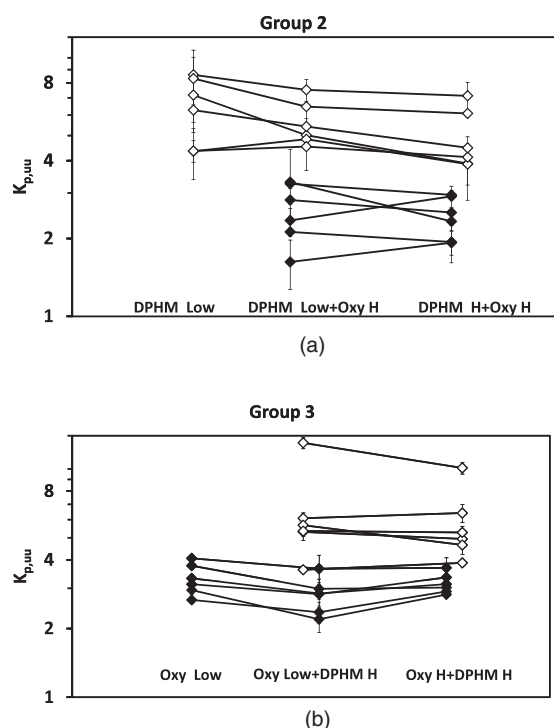 Group 2
8
4
2
1
K_p,uu
DPHM Low
DPHM Low+Oxy H
DPHM H+Oxy H
(a)
Group 3
8
4
2
1
K_p,uu
Oxy Low
Oxy Low+DPHM H
Oxy H+DPHM H
(b)